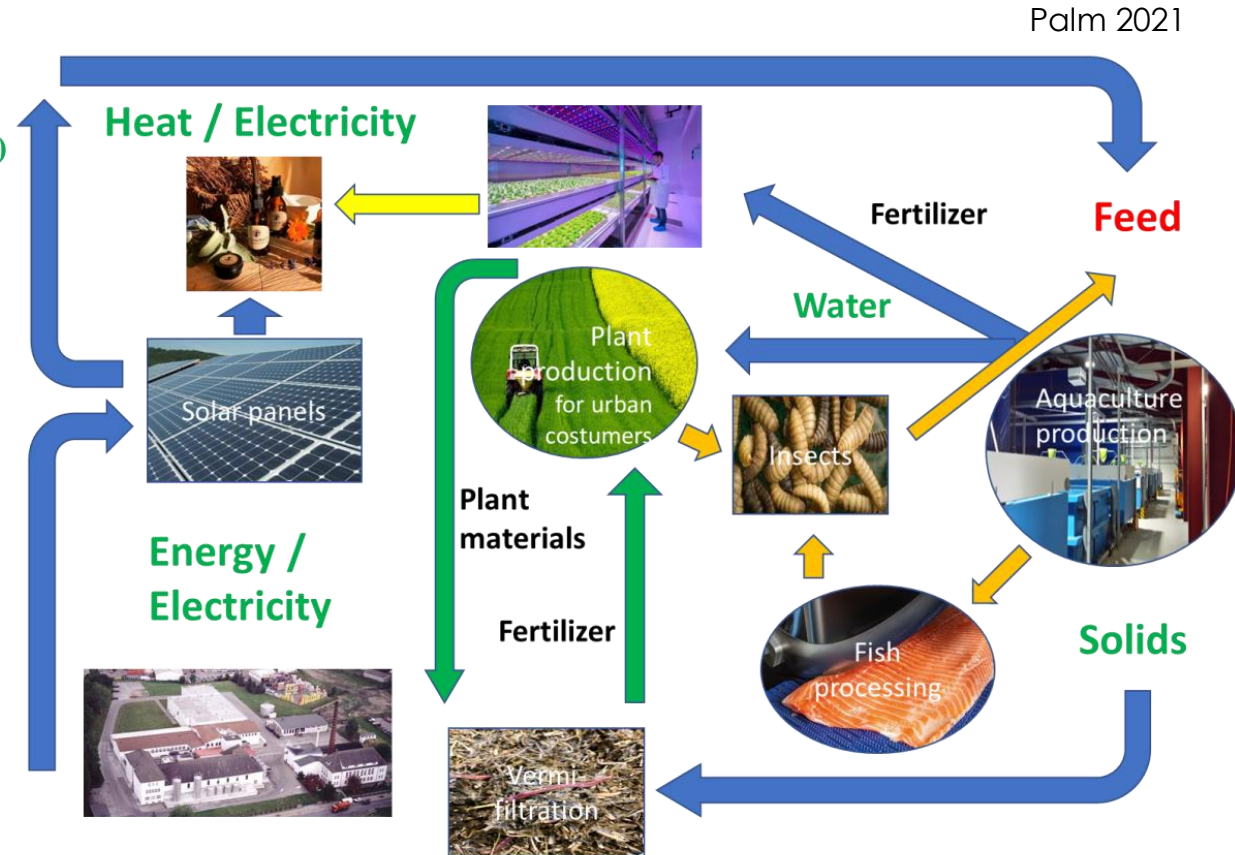 Palm 2021
)
Heat / Electricity
Fertilizer
Feed
Water
Plant
production
for urban
costumers
Solar panels
Aquaculture
production
Insects
Plant
materials
Energy /
Electricity
Fertilizer
Solids
Fish
processing
Vermi
filtration